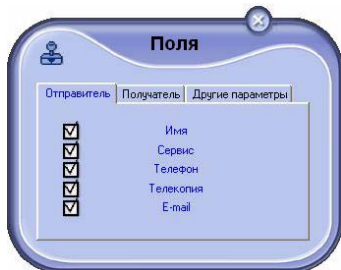 Поля
Отправитель Получатель Другие параметры
Имя
Сервис
Телефон
Телекопия
E-mail